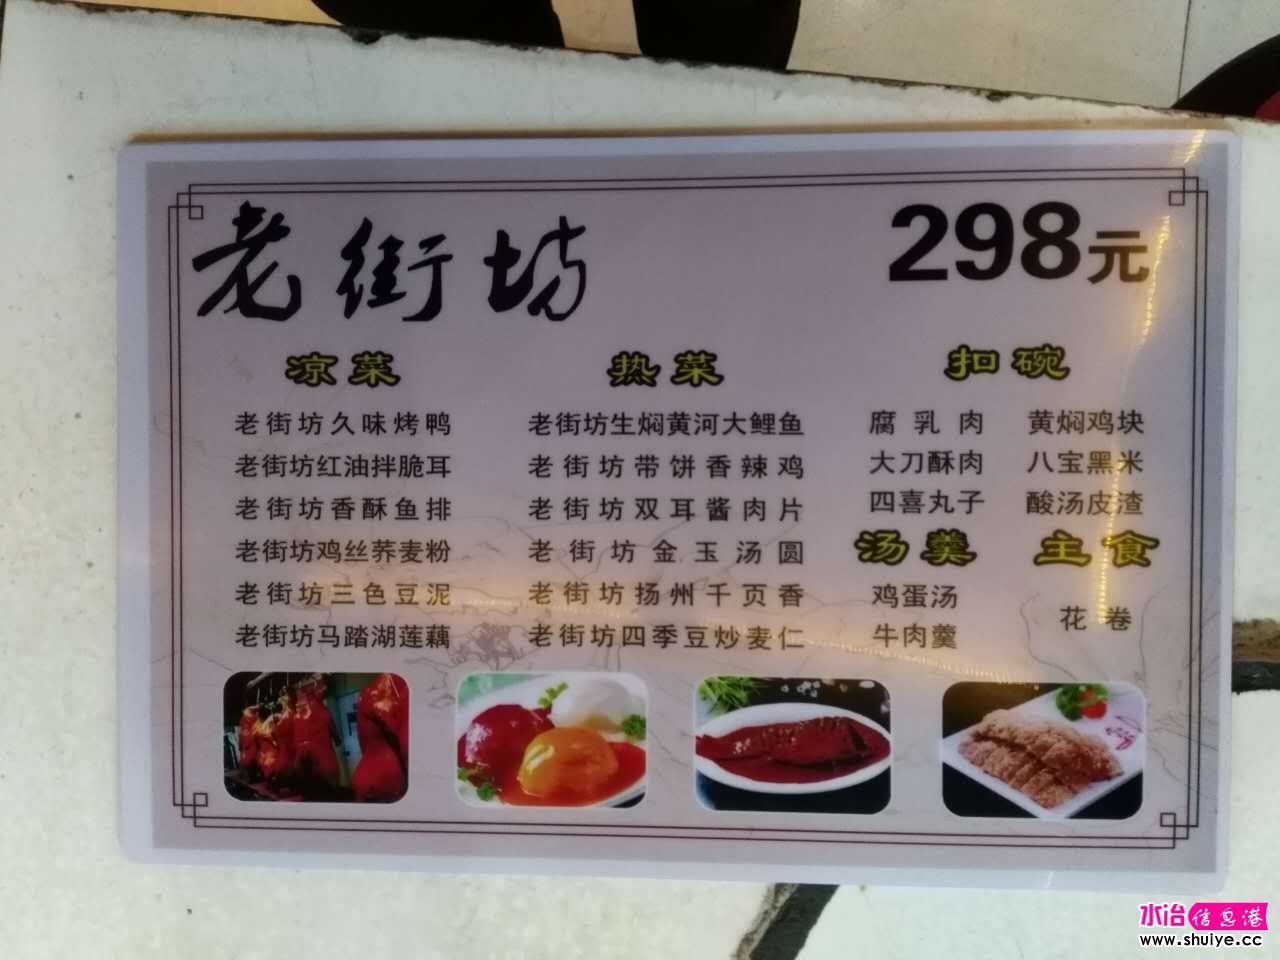 老街坊
298元
凉菜
老街坊久味烤鸭
老街坊红油拌脆耳
老街坊香酥鱼排
老街坊鸡丝荞麦粉
老街坊三色豆泥
老街坊马踏湖莲藕
热菜
老街坊生焖黄河大鲤鱼
老街坊带饼香辣鸡
老街坊双耳酱肉片
老街坊金玉汤圆
老街坊扬州千页香
老街坊四季豆炒麦仁
扣碗
腐乳肉 黄焖鸡块
大刀酥肉 八宝黑米
四喜丸子 酸汤皮渣
汤羹
鸡蛋汤
牛肉羹
主食
花卷
水冶信息港
www.shuiye.cc